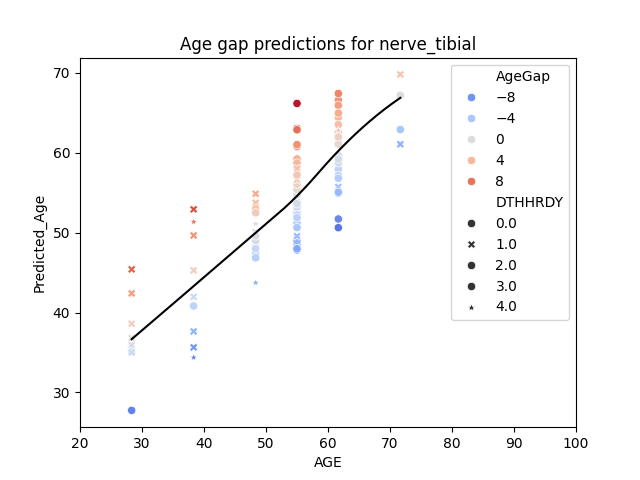 Age gap predictions for nerve_tibial
Predicted_Age
70
60
50
40
30
20 30 40 50 60 70 80 90 100
AGE
AgeGap
−8
−4
0
4
8
DTHHRDY
0.0
1.0
2.0
3.0
4.0